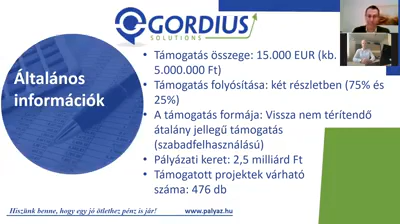 GORDIUS
SOLUTIONS
Általános
információk
• Támogatás összege: 15.000 EUR (kb.
5.000.000 Ft)
• Támogatás folyósítása: két részletben (75% és
25%)
• A támogatás formája: Vissza nem térítendő
átalány jellegű támogatás
(szabadfelhasználású)
• Pályázati keret: 2,5 milliárd Ft
• Támogatott projektek várható
száma: 476 db
Hiszünk benne, hogy egy jó ötlethez pénz is jár!
www.palyaz.hu